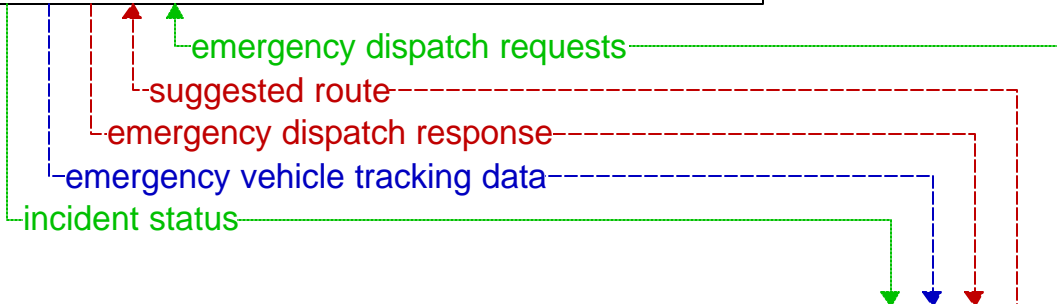 emergency dispatch requests
suggested route
emergency dispatch response
emergency vehicle tracking data
incident status